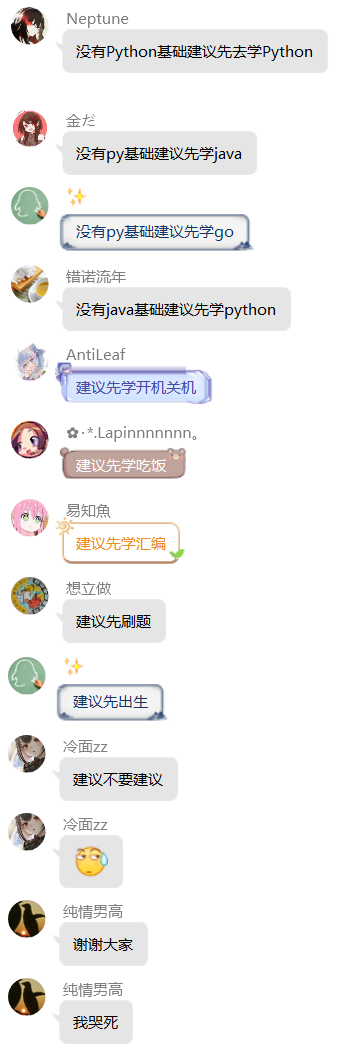 Neptune
没有Python基础建议先去学Python
金だ
没有py基础建议先学java
✨
没有py基础建议先学go
错诺流年
没有java基础建议先学python
AntiLeaf
建议先学开机关机
✿·*.Lapinnnnnnn。
建议先学吃饭
易知魚
建议先学汇编
想立做
建议先刷题
✨
建议先出生
冷面zz
建议不要建议
冷面zz
纯情男高
谢谢大家
纯情男高
我哭死